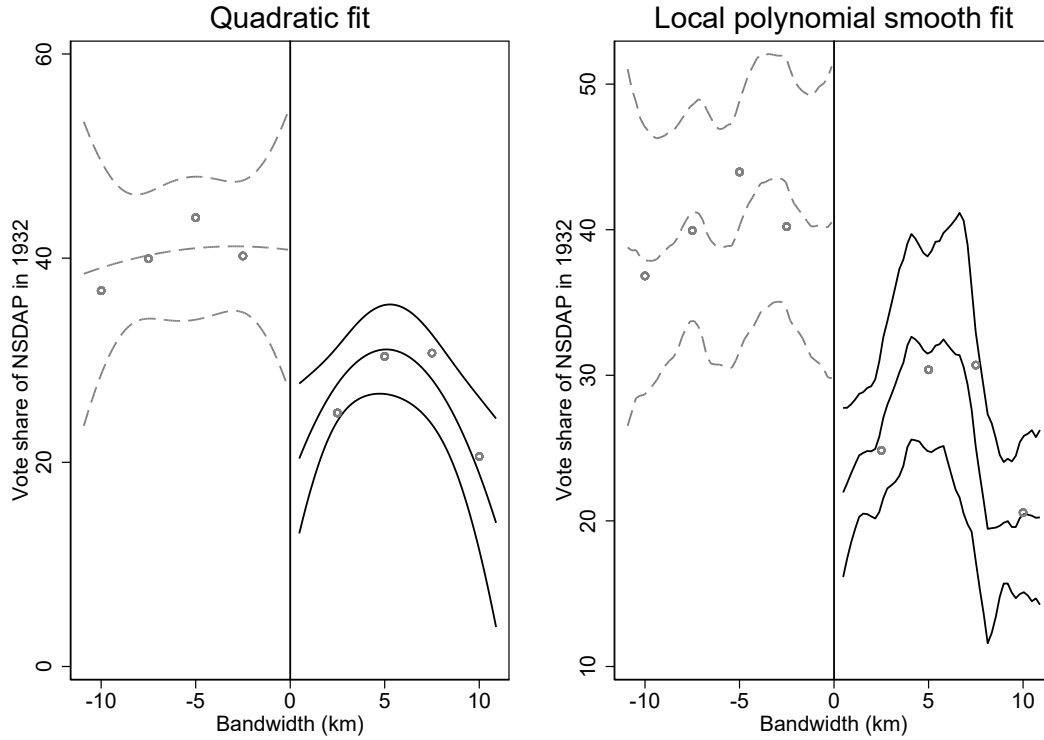 Quadratic fit
Vote share of NSDAP in 1932
60
40
20
0
-10 -5 0 5 10
Bandwidth (km)
Local polynomial smooth fit
Vote share of NSDAP in 1932
50
40
30
20
10
-10 -5 0 5 10
Bandwidth (km)